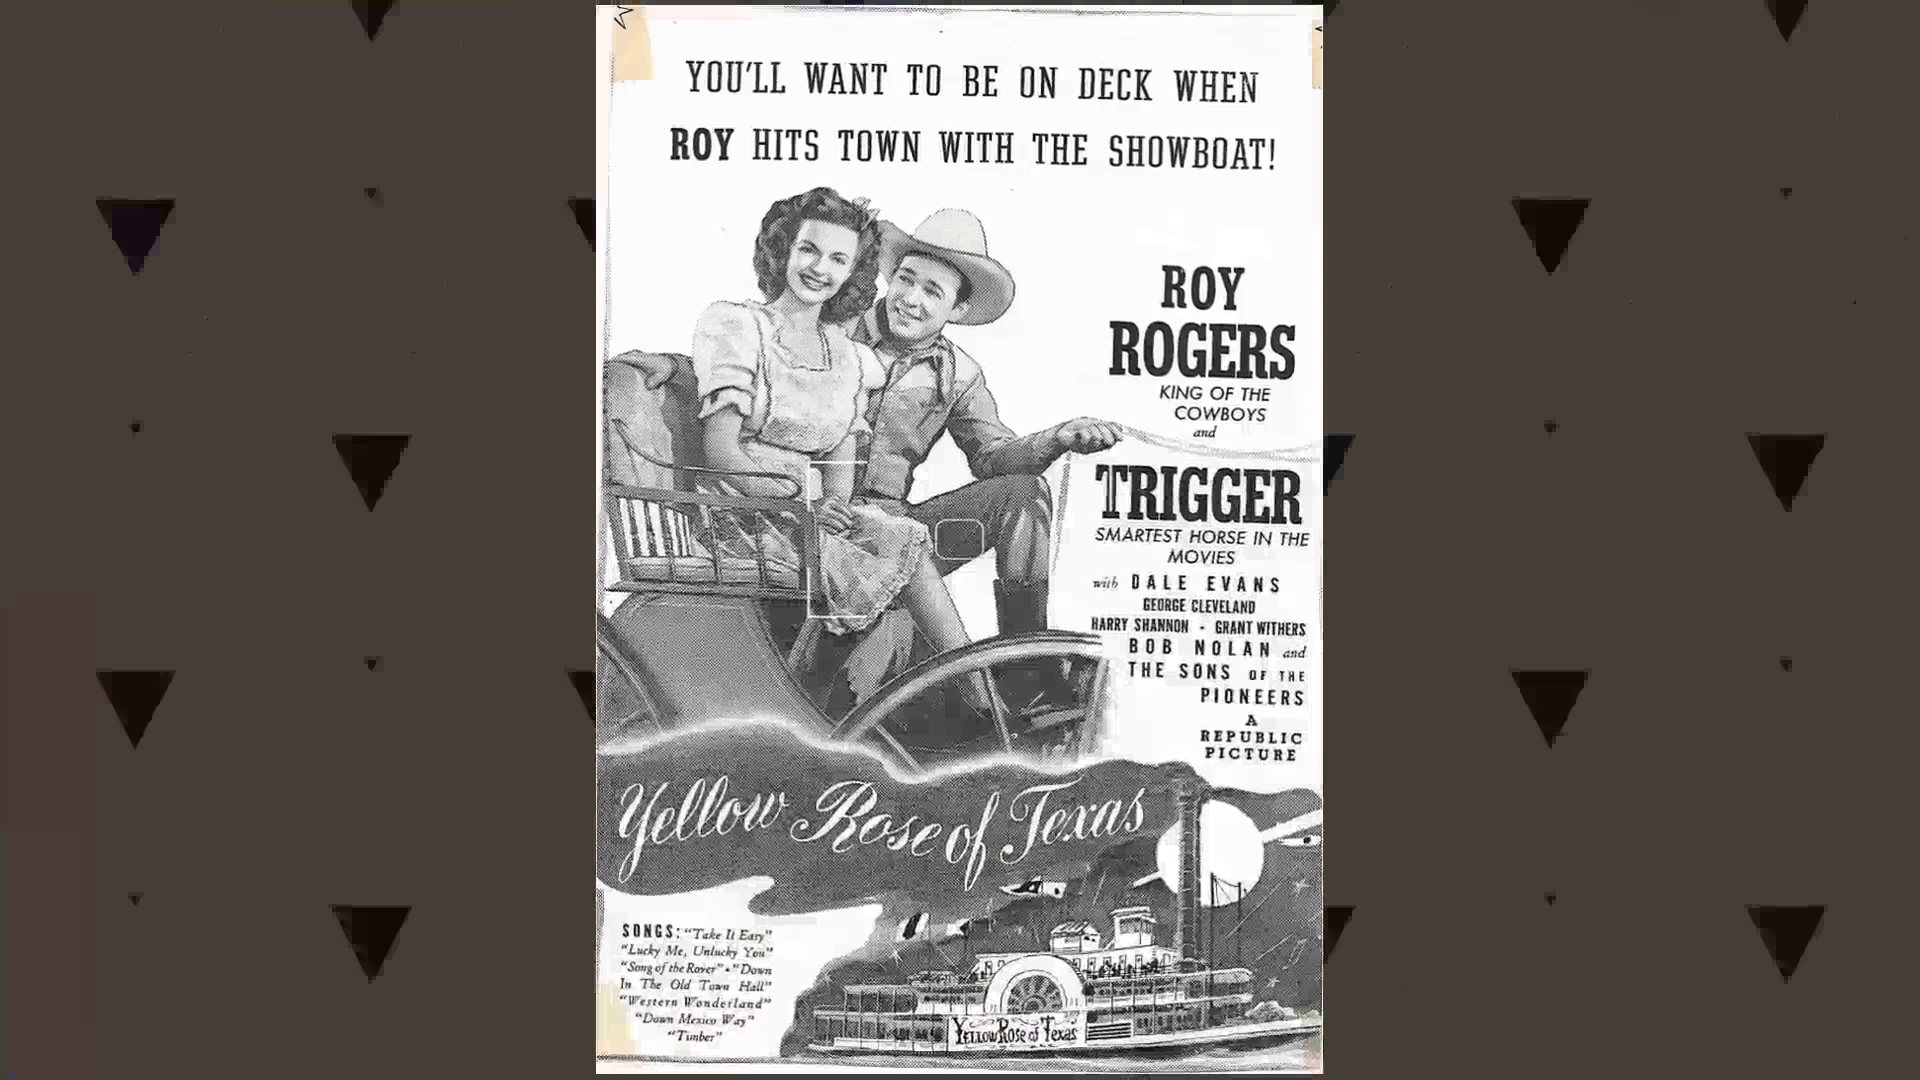 YOU'LL WANT TO BE ON DECK WHEN
ROY HITS TOWN WITH THE SHOWBOAT!
ROY
ROGERS
KING OF THE
COWBOYS
and
TRIGGER
SMARTEST HORSE IN THE
MOVIES
with DALE EVANS
GEORGE CLEVELAND
HARRY SHANNON - GRANT WITHERS
BOB NOLAN and
THE SONS OF THE
PIONEERS
A
REPUBLIC
PICTURE
Yellow Rose of Texas
SONGS: "Take It Easy"
"Lucky Me, Unlucky You"
"Song of the Rover" • "Down
In The Old Town Hall"
"Western Wonderland"
"Down Mexico Way"
"Timber"
YELLOW ROSE of TEXAS